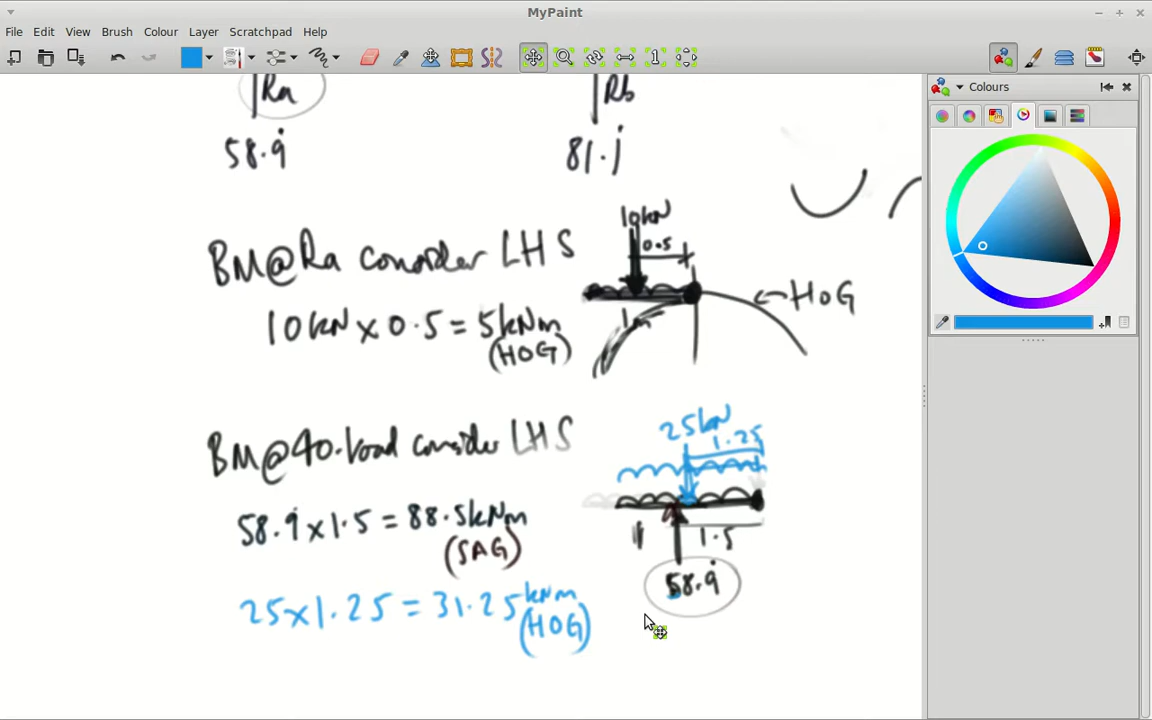 MyPaint
File Edit View Brush Colour Layer Scratchpad Help
Colours
Ra
Rb
58.9̇
81.1̇
10kN
0.5
BM@Ra consider LHS
1m
HOG
10kN x 0.5 = 5kNm
(HOG)
25kN
1.25
BM@40.load consider LHS
58.9̇ x 1.5 = 88.5kNm
(SAG)
1
1.5
58.9̇
25 x 1.25 = 31.25kNm
(HOG)